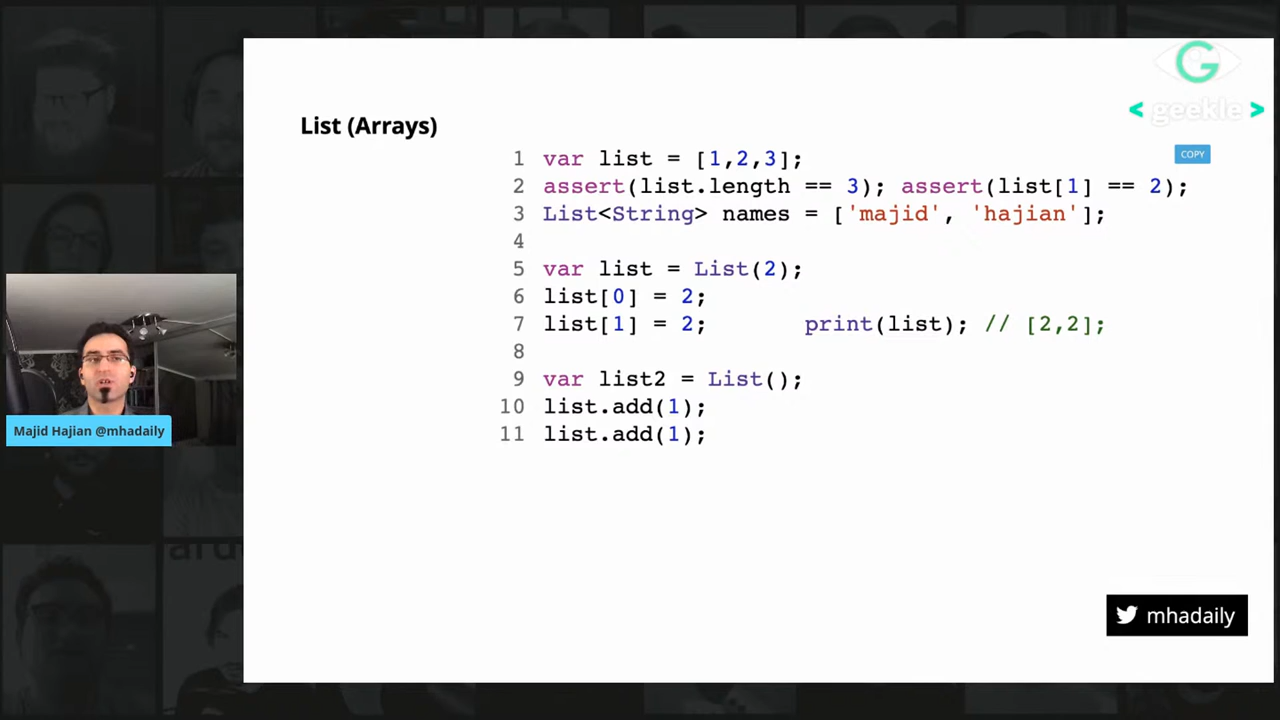 G
< geekle >
List (Arrays)
COPY
1 var list = [1,2,3];
2 assert(list.length == 3); assert(list[1] == 2);
3 List<String> names = ['majid', 'hajian'];
4
5 var list = List(2);
6 list[0] = 2;
7 list[1] = 2; print(list); // [2,2];
8
9 var list2 = List();
10 list.add(1);
11 list.add(1);
Majid Hajian @mhadaily
mhadaily